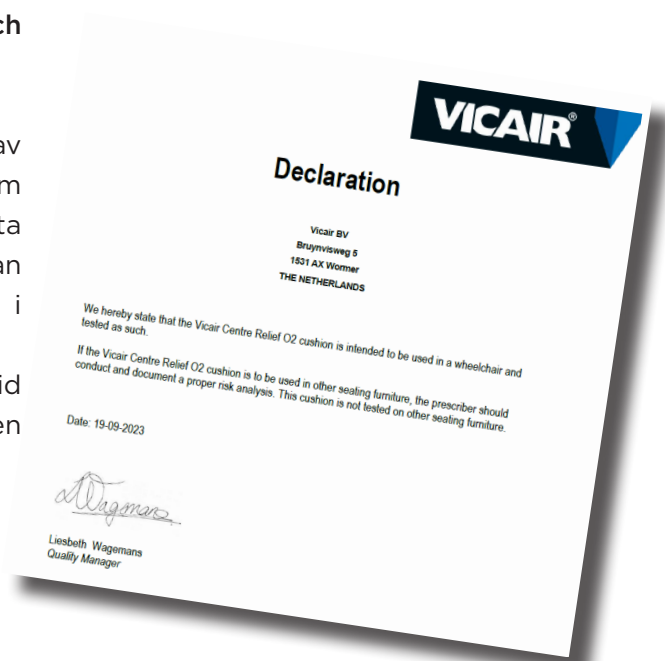 ch
av
m
ta
an
i
id
en
VICAIR®
Declaration
Vicair BV
Bruynvisweg 5
1531 AX Wormer
THE NETHERLANDS
We hereby state that the Vicair Centre Relief O2 cushion is intended to be used in a wheelchair and
tested as such.
If the Vicair Centre Relief O2 cushion is to be used in other seating furniture, the prescriber should
conduct and document a proper risk analysis. This cushion is not tested on other seating furniture.
Date: 19-09-2023
LWagemans
Liesbeth Wagemans
Quality Manager